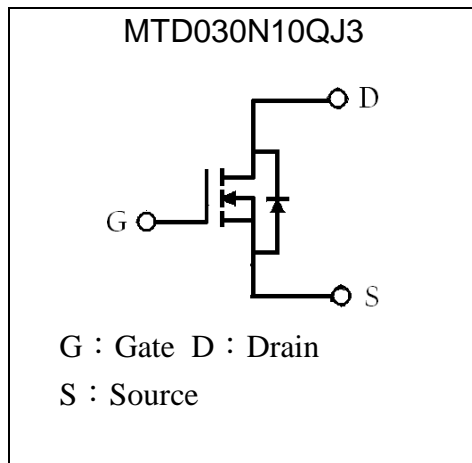 MTD030N10QJ3
D
G
S
G：Gate D：Drain
S：Source